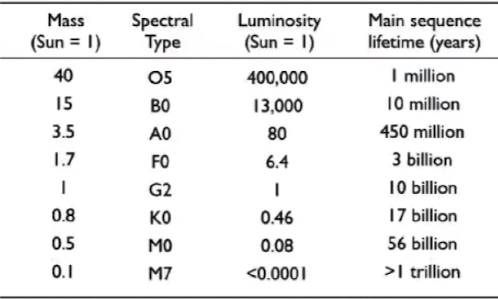 Mass Spectral Luminosity Main sequence
(Sun = 1) Type (Sun = 1) lifetime (years)
40 O5 400,000 1 million
15 B0 13,000 10 million
3.5 A0 80 450 million
1.7 F0 6.4 3 billion
1 G2 1 10 billion
0.8 K0 0.46 17 billion
0.5 M0 0.08 56 billion
0.1 M7 <0.0001 >1 trillion